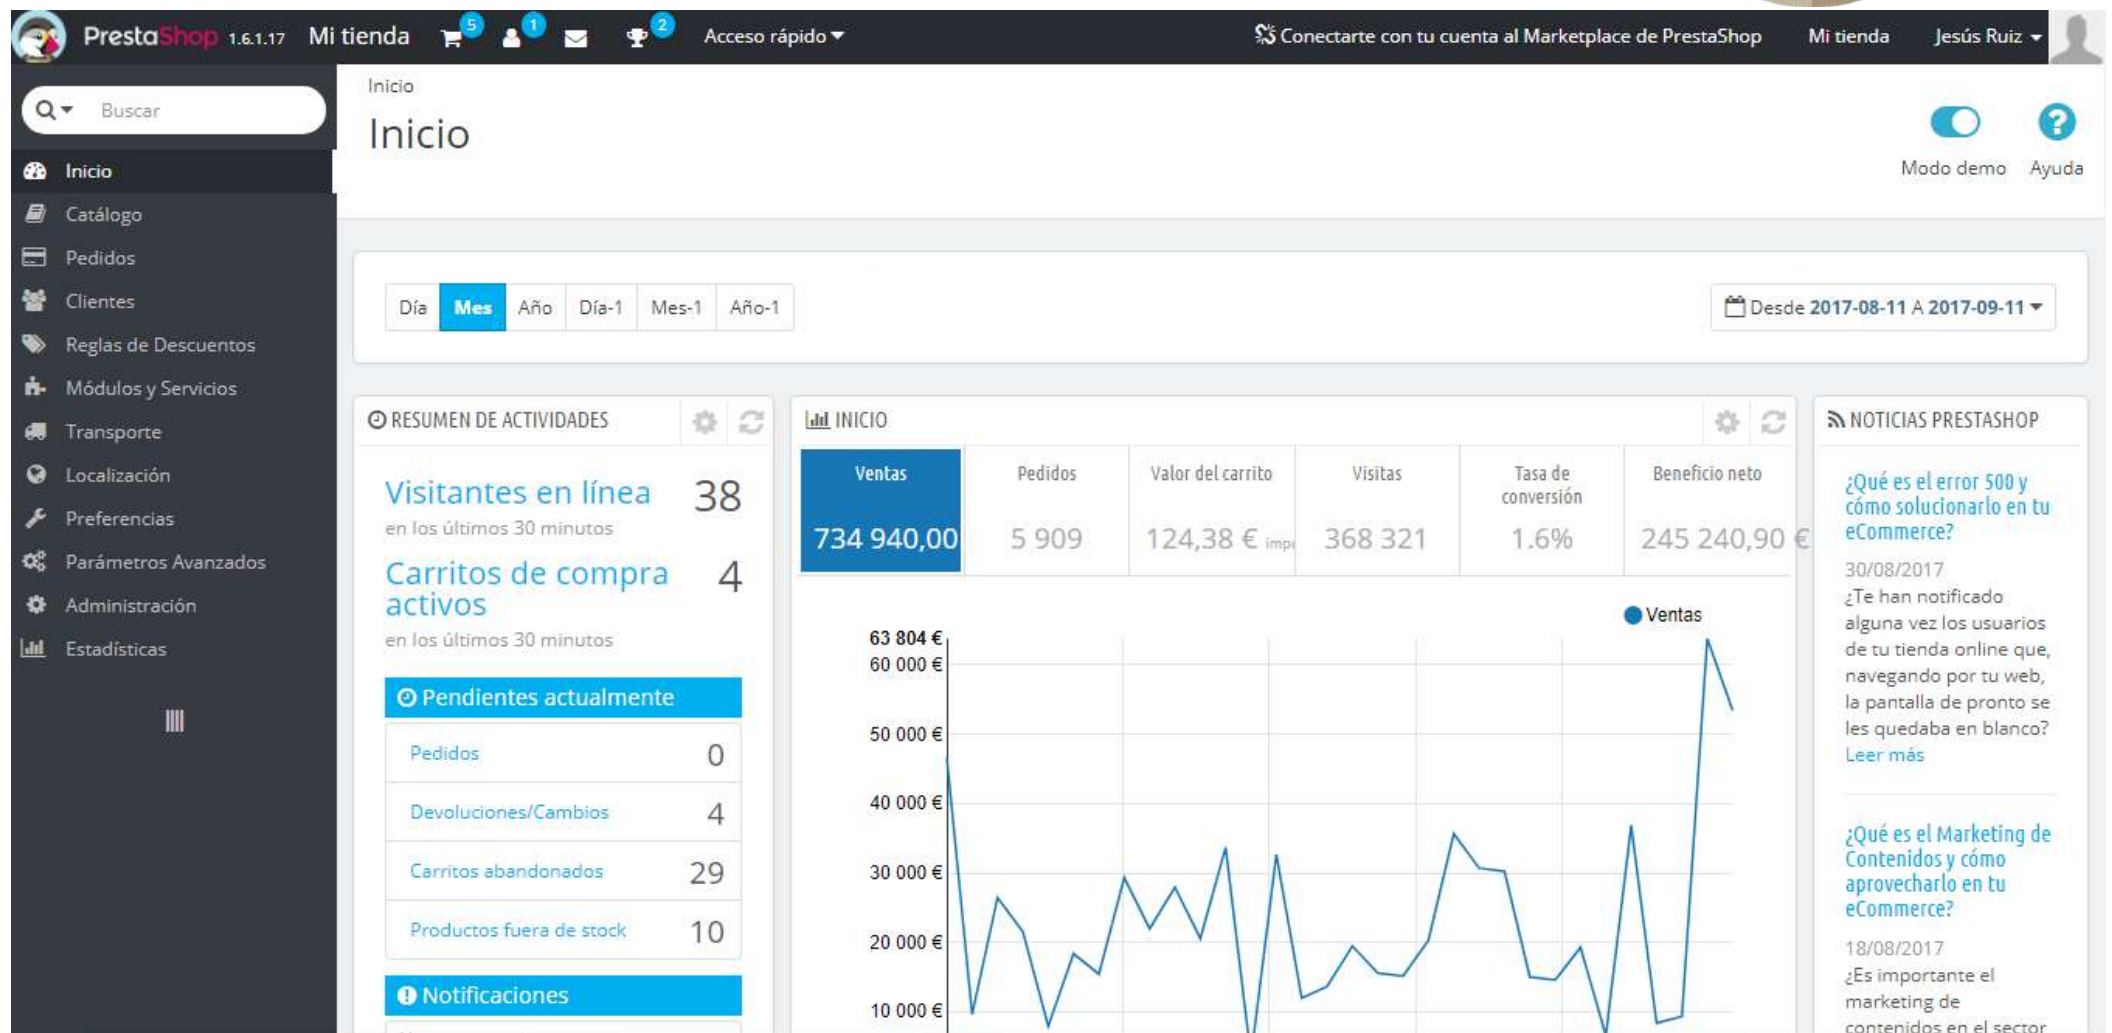 PrestaShop 1.6.1.17 Mi tienda 5 1 2 Acceso rápido Conectarte con tu cuenta al Marketplace de PrestaShop Mi tienda Jesús Ruiz
Buscar
Inicio
Catálogo
Pedidos
Clientes
Reglas de Descuentos
Módulos y Servicios
Transporte
Localización
Preferencias
Parámetros Avanzados
Administración
Estadísticas
Inicio
Inicio
Modo demo Ayuda
Día Mes Año Día-1 Mes-1 Año-1
Desde 2017-08-11 A 2017-09-11
RESUMEN DE ACTIVIDADES
Visitantes en línea 38
en los últimos 30 minutos
Carritos de compra 4
activos
en los últimos 30 minutos
Pendientes actualmente
Pedidos 0
Devoluciones/Cambios 4
Carritos abandonados 29
Productos fuera de stock 10
Notificaciones
INICIO
Ventas
734 940,00
Pedidos
5 909
Valor del carrito
124,38 €
Visitas
368 321
Tasa de
conversión
1.6%
Beneficio neto
245 240,90 €
Ventas
63 804 €
60 000 €
50 000 €
40 000 €
30 000 €
20 000 €
10 000 €
NOTICIAS PRESTASHOP
¿Qué es el error 500 y
cómo solucionarlo en tu
eCommerce?
30/08/2017
¿Te han notificado
alguna vez los usuarios
de tu tienda online que,
navegando por tu web,
la pantalla de pronto se
les quedaba en blanco?
Leer más
¿Qué es el Marketing de
Contenidos y cómo
aprovecharlo en tu
eCommerce?
18/08/2017
¿Es importante el
marketing de
contenidos en el sector